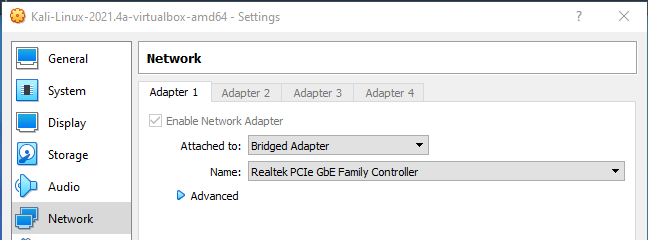 Kali-Linux-2021.4a-virtualbox-amd64 - Settings
?
General
System
Display
Storage
Audio
Network
Network
Adapter 1 Adapter 2 Adapter 3 Adapter 4
Enable Network Adapter
Attached to: Bridged Adapter
Name: Realtek PCIe GbE Family Controller
Advanced